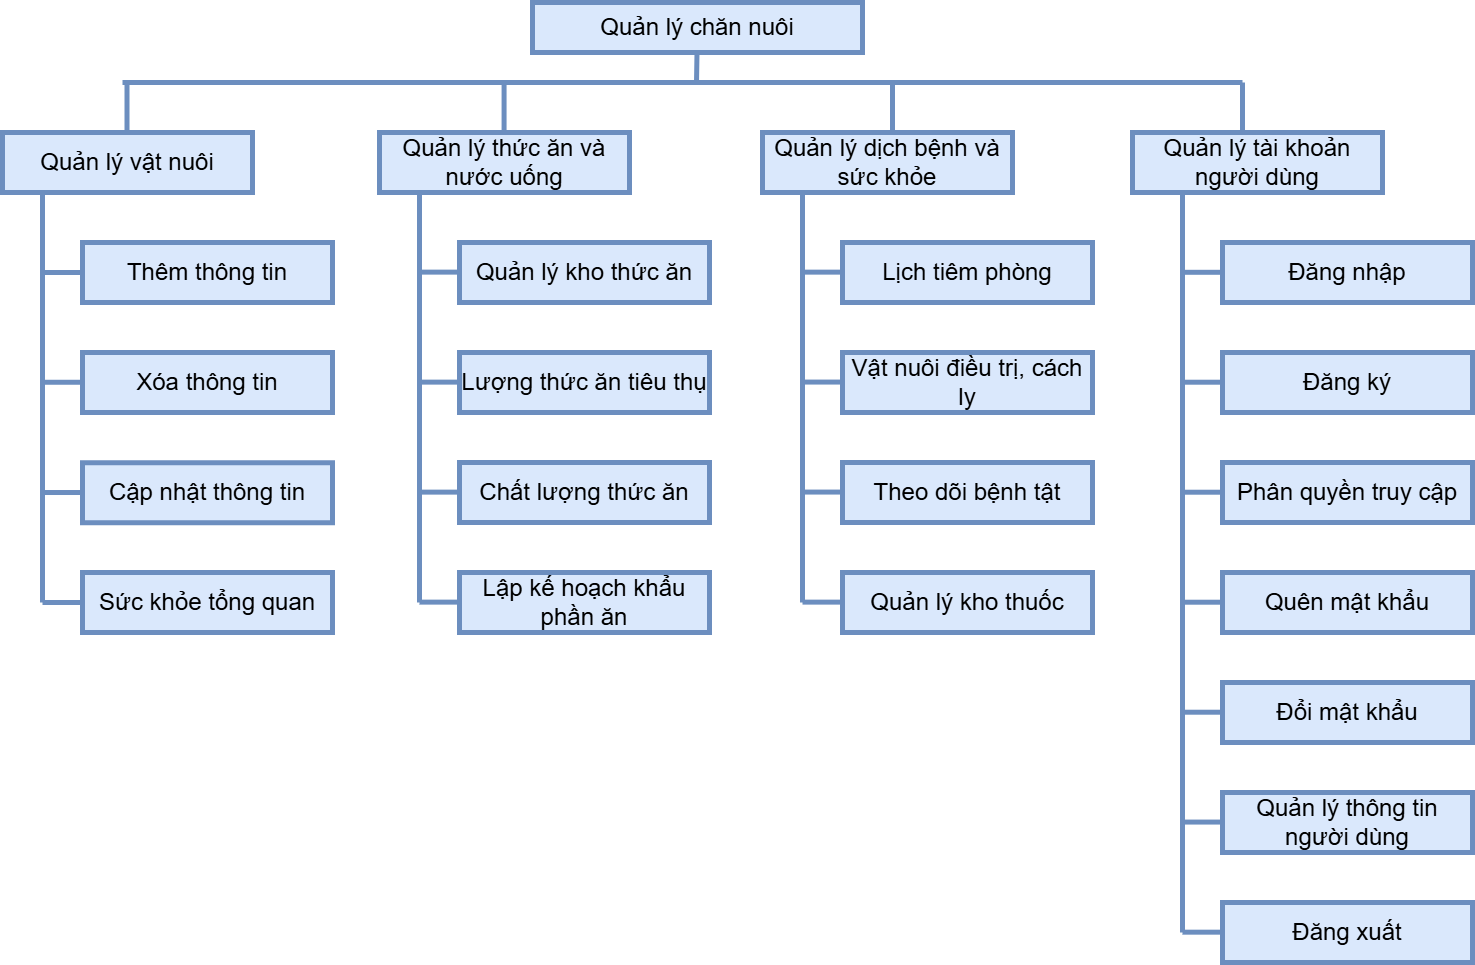 Quản lý chăn nuôi
Quản lý vật nuôi
Thêm thông tin
Xóa thông tin
Cập nhật thông tin
Sức khỏe tổng quan
Quản lý thức ăn và
nước uống
Quản lý kho thức ăn
Lượng thức ăn tiêu thụ
Chất lượng thức ăn
Lập kế hoạch khẩu
phần ăn
Quản lý dịch bệnh và
sức khỏe
Lịch tiêm phòng
Vật nuôi điều trị, cách
ly
Theo dõi bệnh tật
Quản lý kho thuốc
Quản lý tài khoản
người dùng
Đăng nhập
Đăng ký
Phân quyền truy cập
Quên mật khẩu
Đổi mật khẩu
Quản lý thông tin
người dùng
Đăng xuất